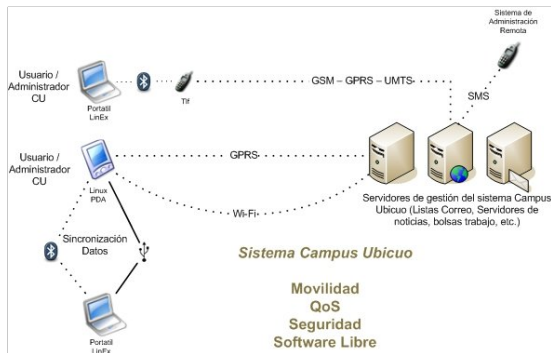 Sistema de
Administración
Remota
Usuario /
Administrador
CU
Portatil
LinEx
Tlf
GSM – GPRS – UMTS
SMS
Usuario /
Administrador
CU
Linux
PDA
GPRS
Wi-Fi
Servidores de gestión del sistema Campus
Ubicuo (Listas Correo, Servidores de
noticias, bolsas trabajo, etc.)
Sincronización
Datos
Portatil
LinEx
Sistema Campus Ubicuo
Movilidad
QoS
Seguridad
Software Libre